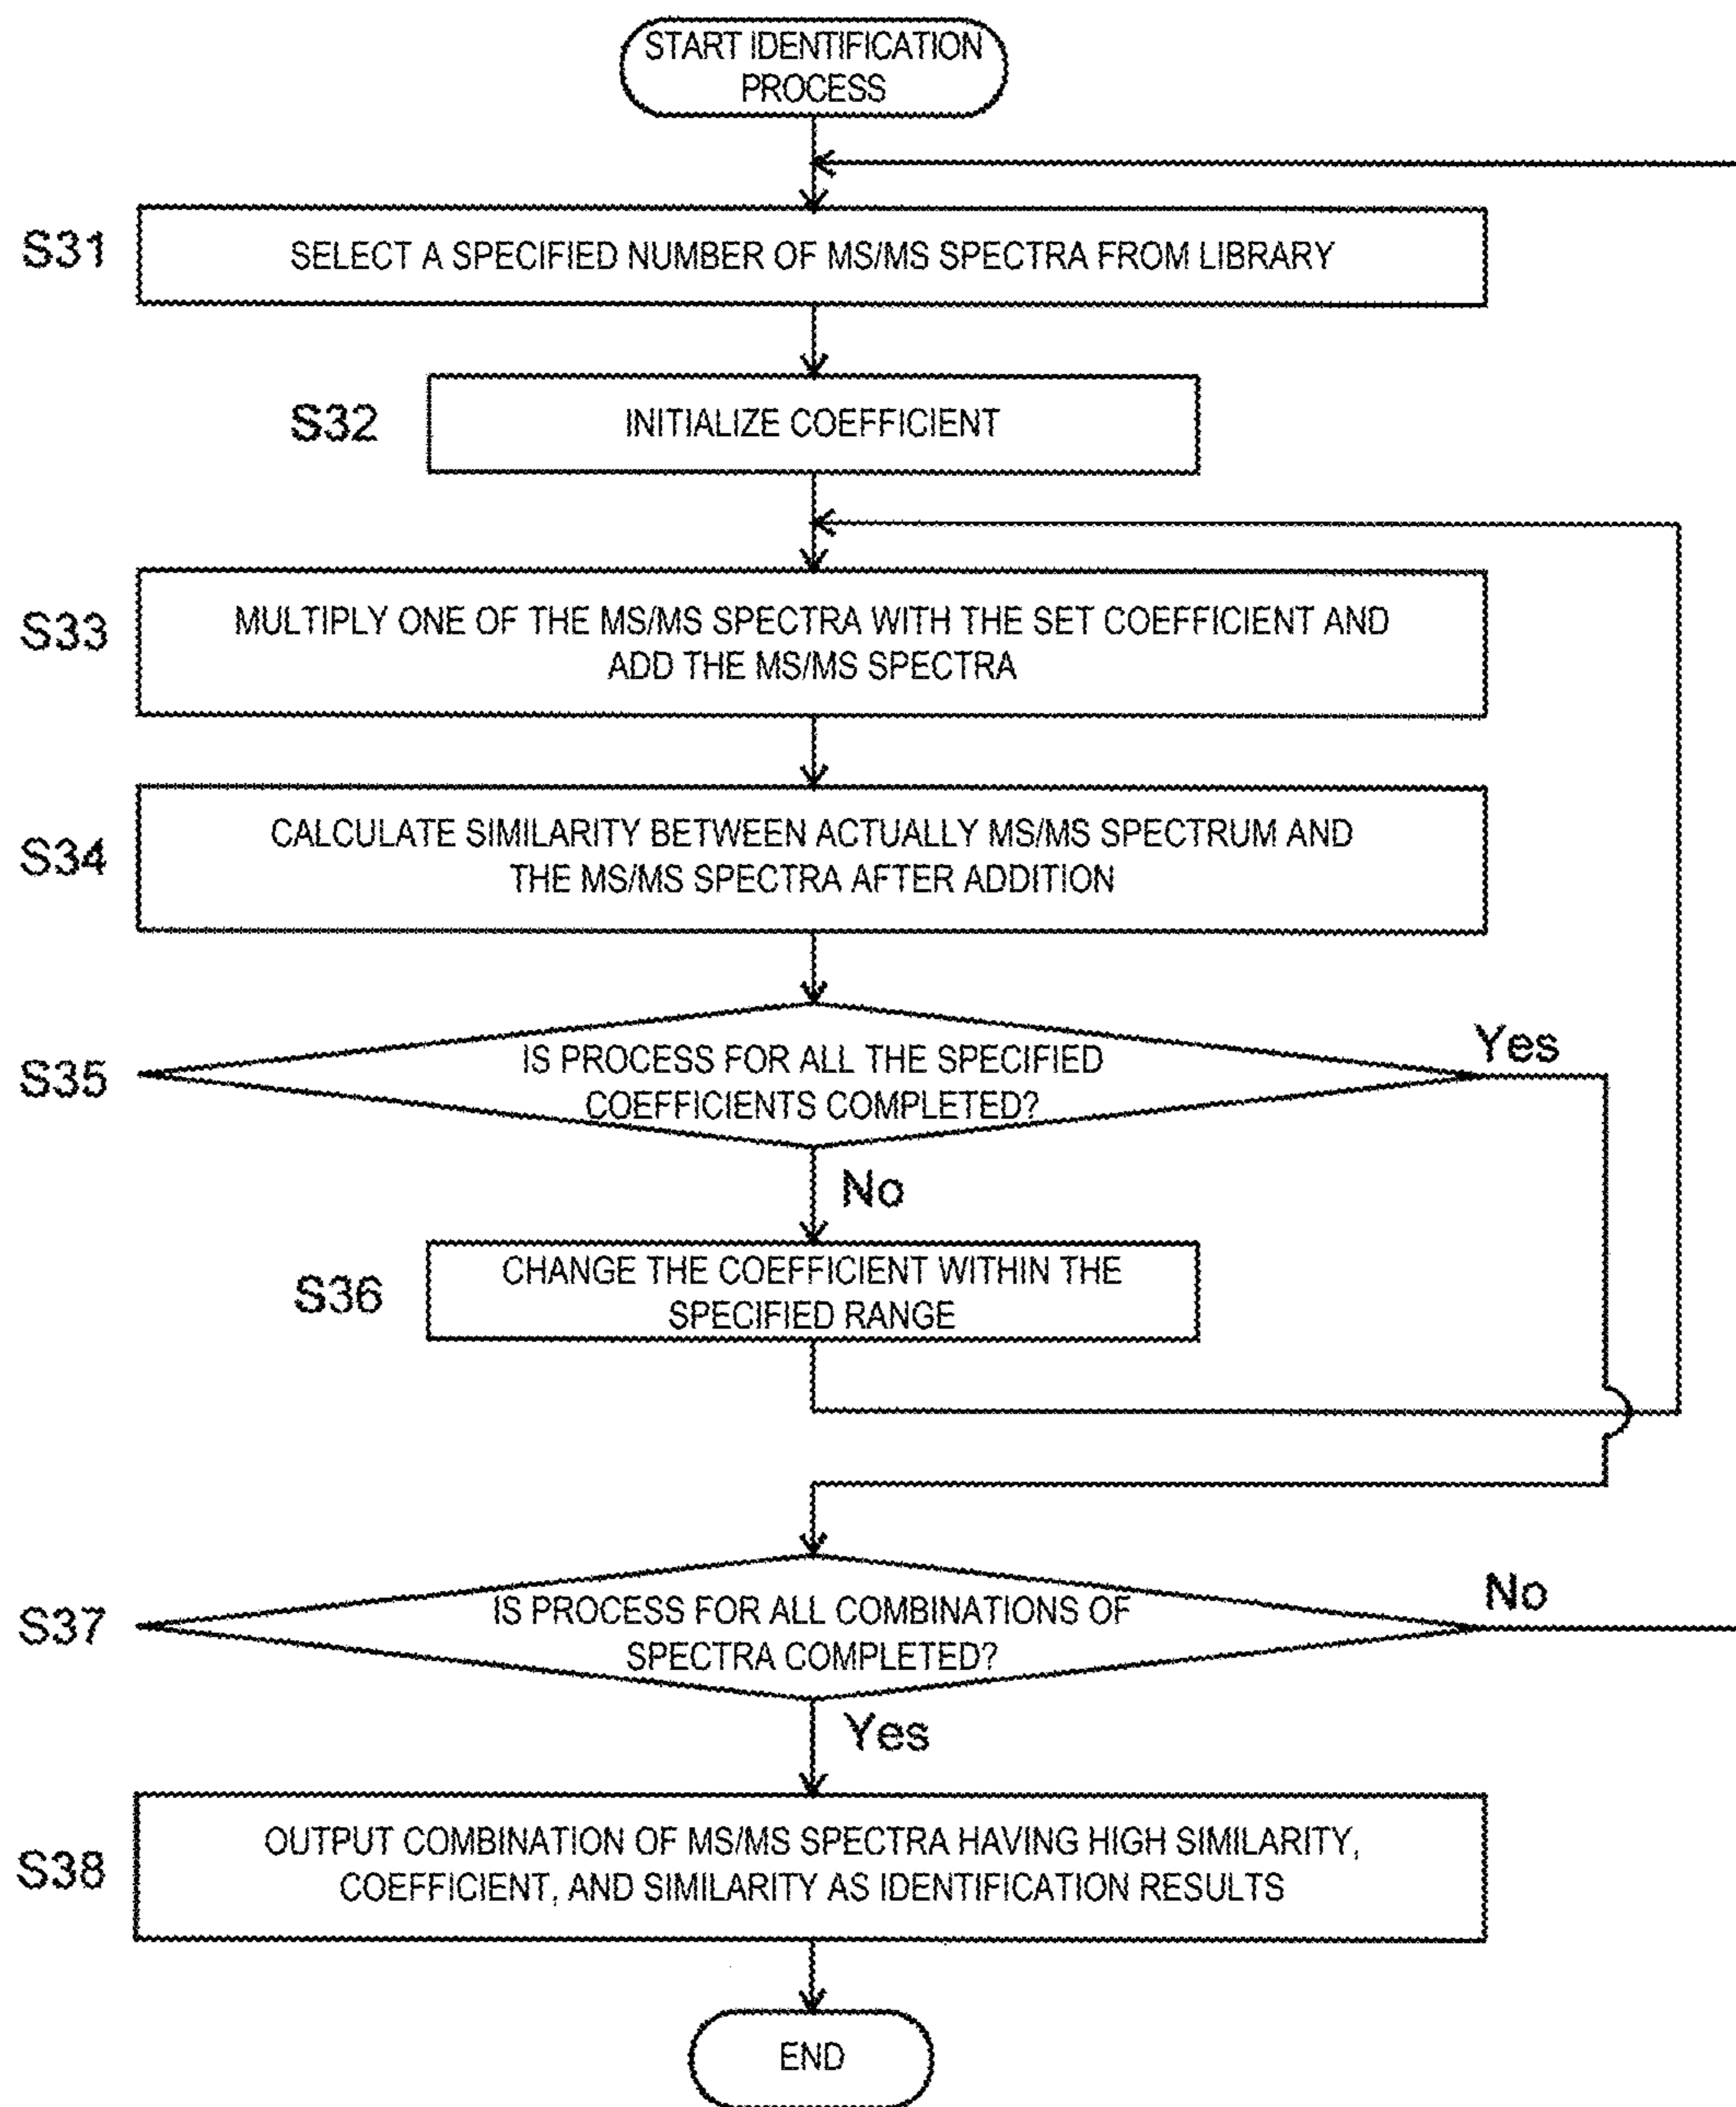 START IDENTIFICATION
PROCESS
S31
SELECT A SPECIFIED NUMBER OF MS/MS SPECTRA FROM LIBRARY
S32
INITIALIZE COEFFICIENT
S33
MULTIPLY ONE OF THE MS/MS SPECTRA WITH THE SET COEFFICIENT AND
ADD THE MS/MS SPECTRA
S34
CALCULATE SIMILARITY BETWEEN ACTUALLY MS/MS SPECTRUM AND
THE MS/MS SPECTRA AFTER ADDITION
S35
IS PROCESS FOR ALL THE SPECIFIED
COEFFICIENTS COMPLETED?
Yes
No
S36
CHANGE THE COEFFICIENT WITHIN THE
SPECIFIED RANGE
S37
IS PROCESS FOR ALL COMBINATIONS OF
SPECTRA COMPLETED?
No
Yes
S38
OUTPUT COMBINATION OF MS/MS SPECTRA HAVING HIGH SIMILARITY,
COEFFICIENT, AND SIMILARITY AS IDENTIFICATION RESULTS
END